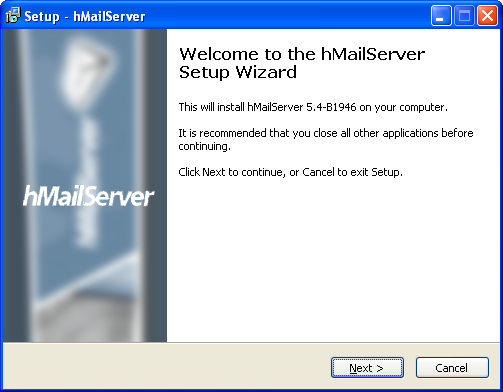 Setup - hMailServer
Welcome to the hMailServer
Setup Wizard
This will install hMailServer 5.4-B1946 on your computer.
It is recommended that you close all other applications before
continuing.
Click Next to continue, or Cancel to exit Setup.
hMailServer
Next >
Cancel